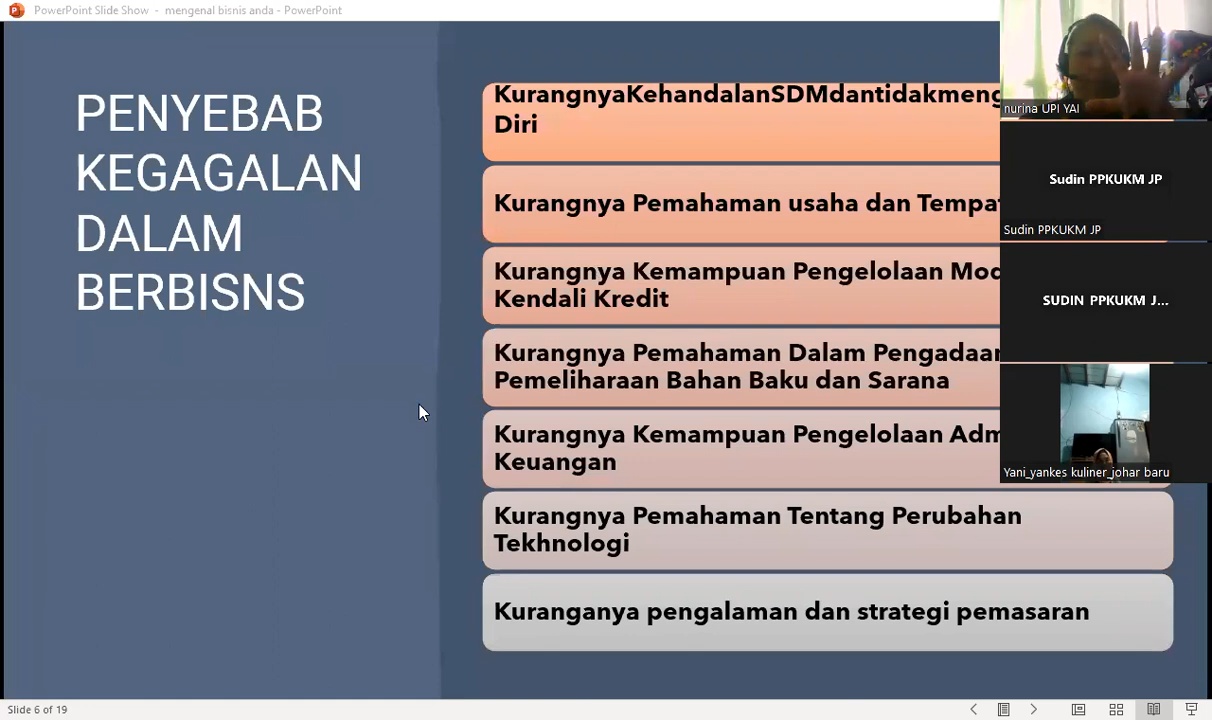 PowerPoint Slide Show - mengenal bisnis anda - PowerPoint
PENYEBAB
KEGAGALAN
DALAM
BERBISNS
KurangnyaKehandalanSDMdantidakmeng
Diri
Kurangnya Pemahaman usaha dan Tempat
Kurangnya Kemampuan Pengelolaan Mod
Kendali Kredit
Kurangnya Pemahaman Dalam Pengadaan
Pemeliharaan Bahan Baku dan Sarana
Kurangnya Kemampuan Pengelolaan Adm
Keuangan
Kurangnya Pemahaman Tentang Perubahan
Tekhnologi
Kuranganya pengalaman dan strategi pemasaran
nurina UPI YAI
Sudin PPKUKM JP
Sudin PPKUKM JP
SUDIN PPKUKM J...
Yani_yankes kuliner_johar baru
Slide 6 of 19